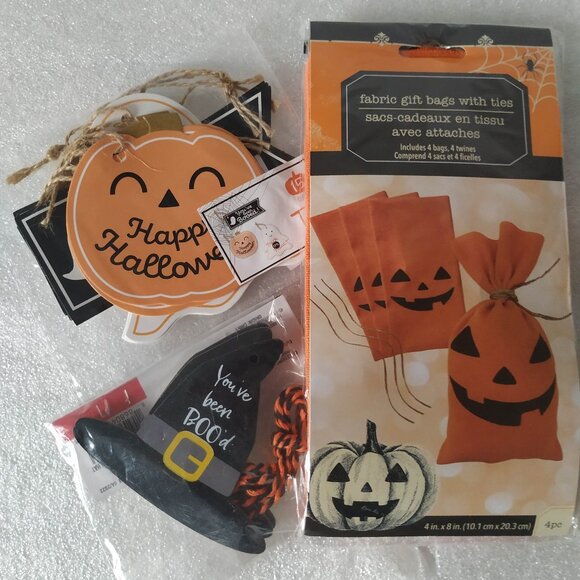 fabric gift bags with ties
sacs-cadeaux en tissu
avec attaches
Includes 4 bags, 4 twines
Comprend 4 sacs et 4 ficelles
Happy
Hallowe
15
You've
been
BOO'd
4 in. x 8 in. (10.1 cm x 20.3 cm)
4pc